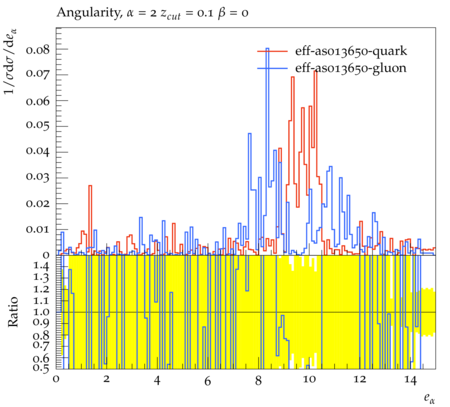 Angularity, α = 2 z_cut = 0.1 β = 0
1/σdσ/de_α
eff-as013650-quark
eff-as013650-gluon
0.08
0.07
0.06
0.05
0.04
0.03
0.02
0.01
0
Ratio
1.4
1.3
1.2
1.1
1.0
0.9
0.8
0.7
0.6
0.5
0 2 4 6 8 10 12 14
e_α